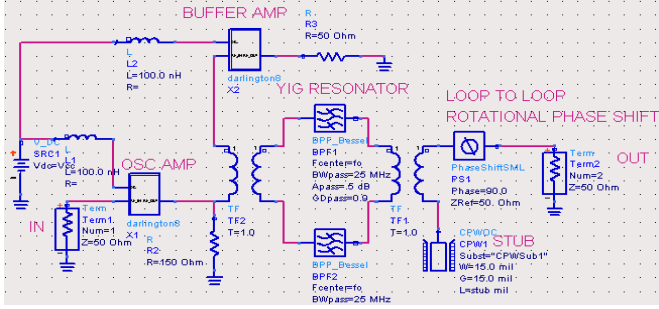 BUFFER AMP
R
R3
R=50 Ohm
L
L2
L=100.0 nH
R=
darlington8
X2
YIG RESONATOR
LOOP TO LOOP
ROTATIONAL PHASE SHIFT
BPF_Bessel
BPF1
Fcenter=fo
BWpass=25 MHz
Apass=.5 dB
GDpass=0.9
V_DC
SRC1
L1
L=100.0 nH
R=
OSC AMP
IN
Term
Term1
Num=1
Z=50 Ohm
darlington8
X1
R
R2
R=150 Ohm
TF
TF2
T=1.0
TF
TF1
T=1.0
PhaseShiftSML
PS1
Phase=90.0
ZRef=50. Ohm
Term
Term2
Num=2
Z=50 Ohm
OUT
BPF_Bessel
BPF2
Fcenter=fo
BWpass=25 MHz
CPWOC
CPW1
STUB
Subst="CPWSub1"
W=15.0 mil
G=15.0 mil
L=stub mil